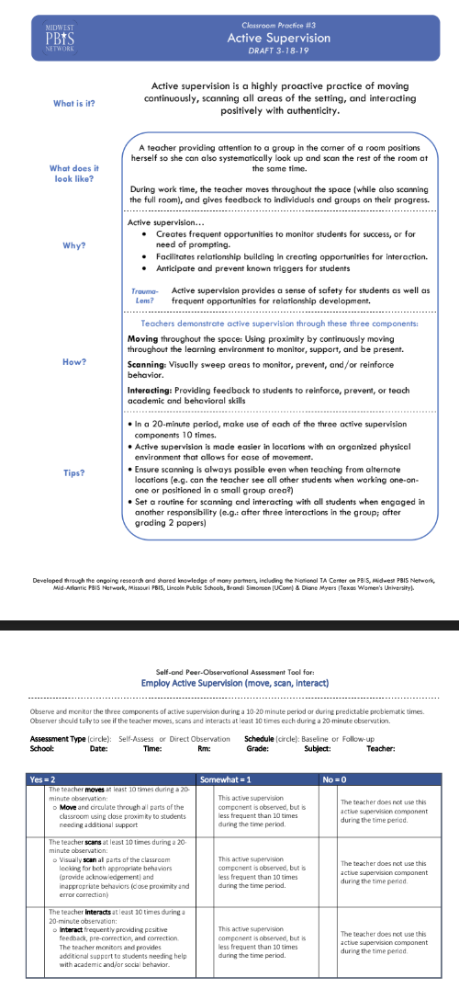 MIDWEST
PBIS
NETWORK
Classroom Practice #3
Active Supervision
DRAFT 3-18-19
What is it?
Active supervision is a highly proactive practice of moving
continuously, scanning all areas of the setting, and interacting
positively with authenticity.
What does it
look like?
A teacher providing attention to a group in the corner of a room positions
herself so she can also systematically look up and scan the rest of the room at
the same time.
During work time, the teacher moves throughout the space (while also scanning
the full room), and gives feedback to individuals and groups on their progress.
Why?
Active supervision…
• Creates frequent opportunities to monitor students for success, or for
need of prompting.
• Facilitates relationship building in creating opportunities for interaction.
• Anticipate and prevent known triggers for students
Trauma-
Lem?
Active supervision provides a sense of safety for students as well as
frequent opportunities for relationship development.
How?
Teachers demonstrate active supervision through these three components:
Moving throughout the space: Using proximity by continuously moving
throughout the learning environment to monitor, support, and be present.
Scanning: Visually sweep areas to monitor, prevent, and/or reinforce
behavior.
Interacting: Providing feedback to students to reinforce, prevent, or teach
academic and behavioral skills
Tips?
• In a 20-minute period, make use of each of the three active supervision
components 10 times.
• Active supervision is made easier in locations with an organized physical
environment that allows for ease of movement.
• Ensure scanning is always possible even when teaching from alternate
locations (e.g. can the teacher see all other students when working one-on-
one or positioned in a small group area?)
• Set a routine for scanning and interacting with all students when engaged in
another responsibility (e.g.: after three interactions in the group; after
grading 2 papers)
Developed through the ongoing research and shared knowledge of many partners, including the National TA Center on PBIS, Midwest PBIS Network,
Mid-Atlantic PBIS Network, Missouri PBIS, Lincoln Public Schools, Brandi Simonsen (UConn) & Diane Myers (Texas Women's University).
Self-and Peer-Observational Assessment Tool for:
Employ Active Supervision (move, scan, interact)
Observe and monitor the three components of active supervision during a 10-20 minute period or during predictable problematic times.
Observer should tally to see if the teacher moves, scans and interacts at least 10 times each during a 20-minute observation.
Assessment Type (circle): Self-Assess or Direct Observation Schedule (circle): Baseline or Follow-up
School: Date: Time: Rm: Grade: Subject: Teacher:
Yes = 2 Somewhat = 1 No = 0
The teacher moves at least 10 times during a 20-
minute observation:
o Move and circulate through all parts of the
classroom using close proximity to students
needing additional support
This active supervision
component is observed, but is
less frequent than 10 times
during the time period.
The teacher does not use this
active supervision component
during the time period.
The teacher scans at least 10 times during a 20-
minute observation:
o Visually scan all parts of the classroom
looking for both appropriate behaviors
(provide acknowledgement) and
inappropriate behaviors (close proximity and
error correction)
This active supervision
component is observed, but is
less frequent than 10 times
during the time period.
The teacher does not use this
active supervision component
during the time period.
The teacher interacts at least 10 times during a
20-minute observation:
o Interact frequently providing positive
feedback, pre-correction, and correction.
The teacher monitors and provides
additional support to students needing help
with academic and/or social behavior.
This active supervision
component is observed, but is
less frequent than 10 times
during the time period.
The teacher does not use this
active supervision component
during the time period.